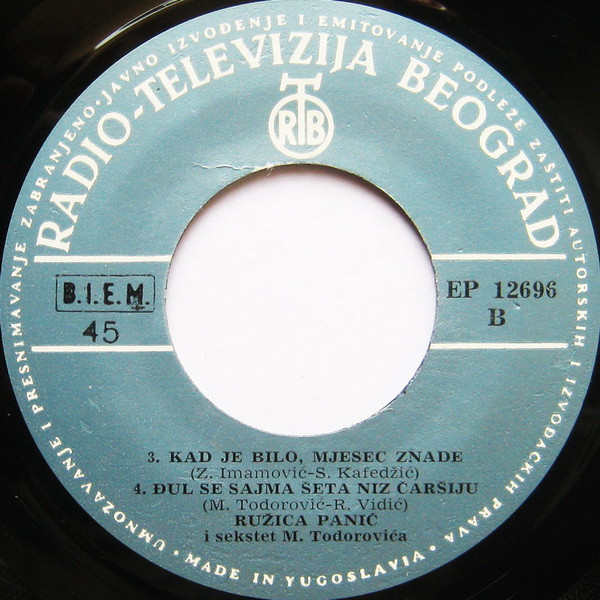 UMNOŽAVANJE I PRESNIMAVANJE ZABRANJENO • JAVNO IZVOĐENJE I EMITOVANJE PODLEŽE ZAŠTITI AUTORSKIH I IZVOĐAČKIH PRAVA •
RADIO-TELEVIZIJA BEOGRAD
RTB
B.I.E.M.
45
EP 12696
B
3. KAD JE BILO, MJESEC ZNADE
(Z. Imamović-S. Kafedžić)
4. ĐUL SE SAJMA ŠETA NIZ ČARŠIJU
(M. Todorović-R. Vidić)
RUŽICA PANIĆ
i sekstet M. Todorovića
• MADE IN YUGOSLAVIA •